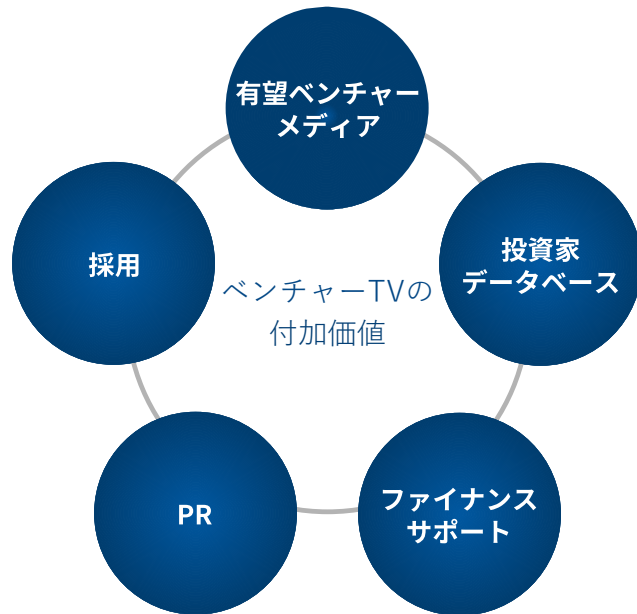 有望ベンチャー
メディア
投資家
データベース
採用
ベンチャーTVの
付加価値
PR
ファイナンス
サポート